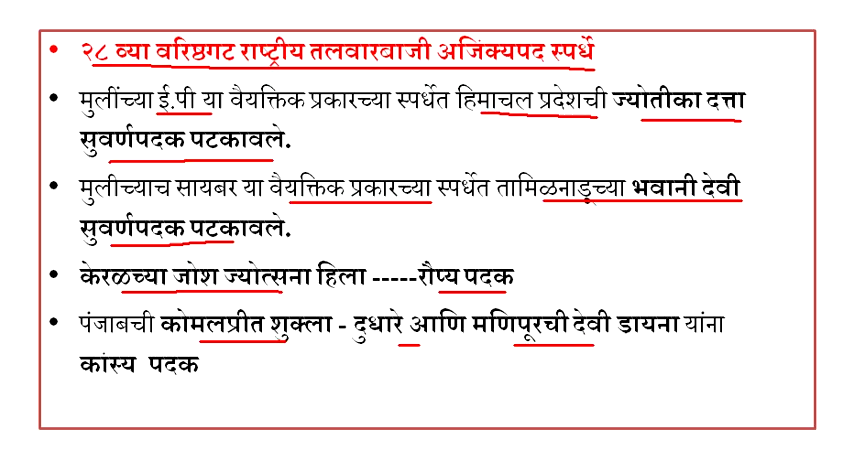 • २८ व्या वरिष्ठगट राष्ट्रीय तलवारबाजी अजिंक्यपद स्पर्धे
• मुलींच्या ई.पी या वैयक्तिक प्रकारच्या स्पर्धेत हिमाचल प्रदेशची ज्योतीका दत्ता
सुवर्णपदक पटकावले.
• मुलीच्याच सायबर या वैयक्तिक प्रकारच्या स्पर्धेत तामिळनाडूच्या भवानी देवी
सुवर्णपदक पटकावले.
• केरळच्या जोश ज्योत्सना हिला -----रौप्य पदक
• पंजाबची कोमलप्रीत शुक्ला - दुधारे आणि मणिपूरची देवी डायना यांना
कांस्य पदक